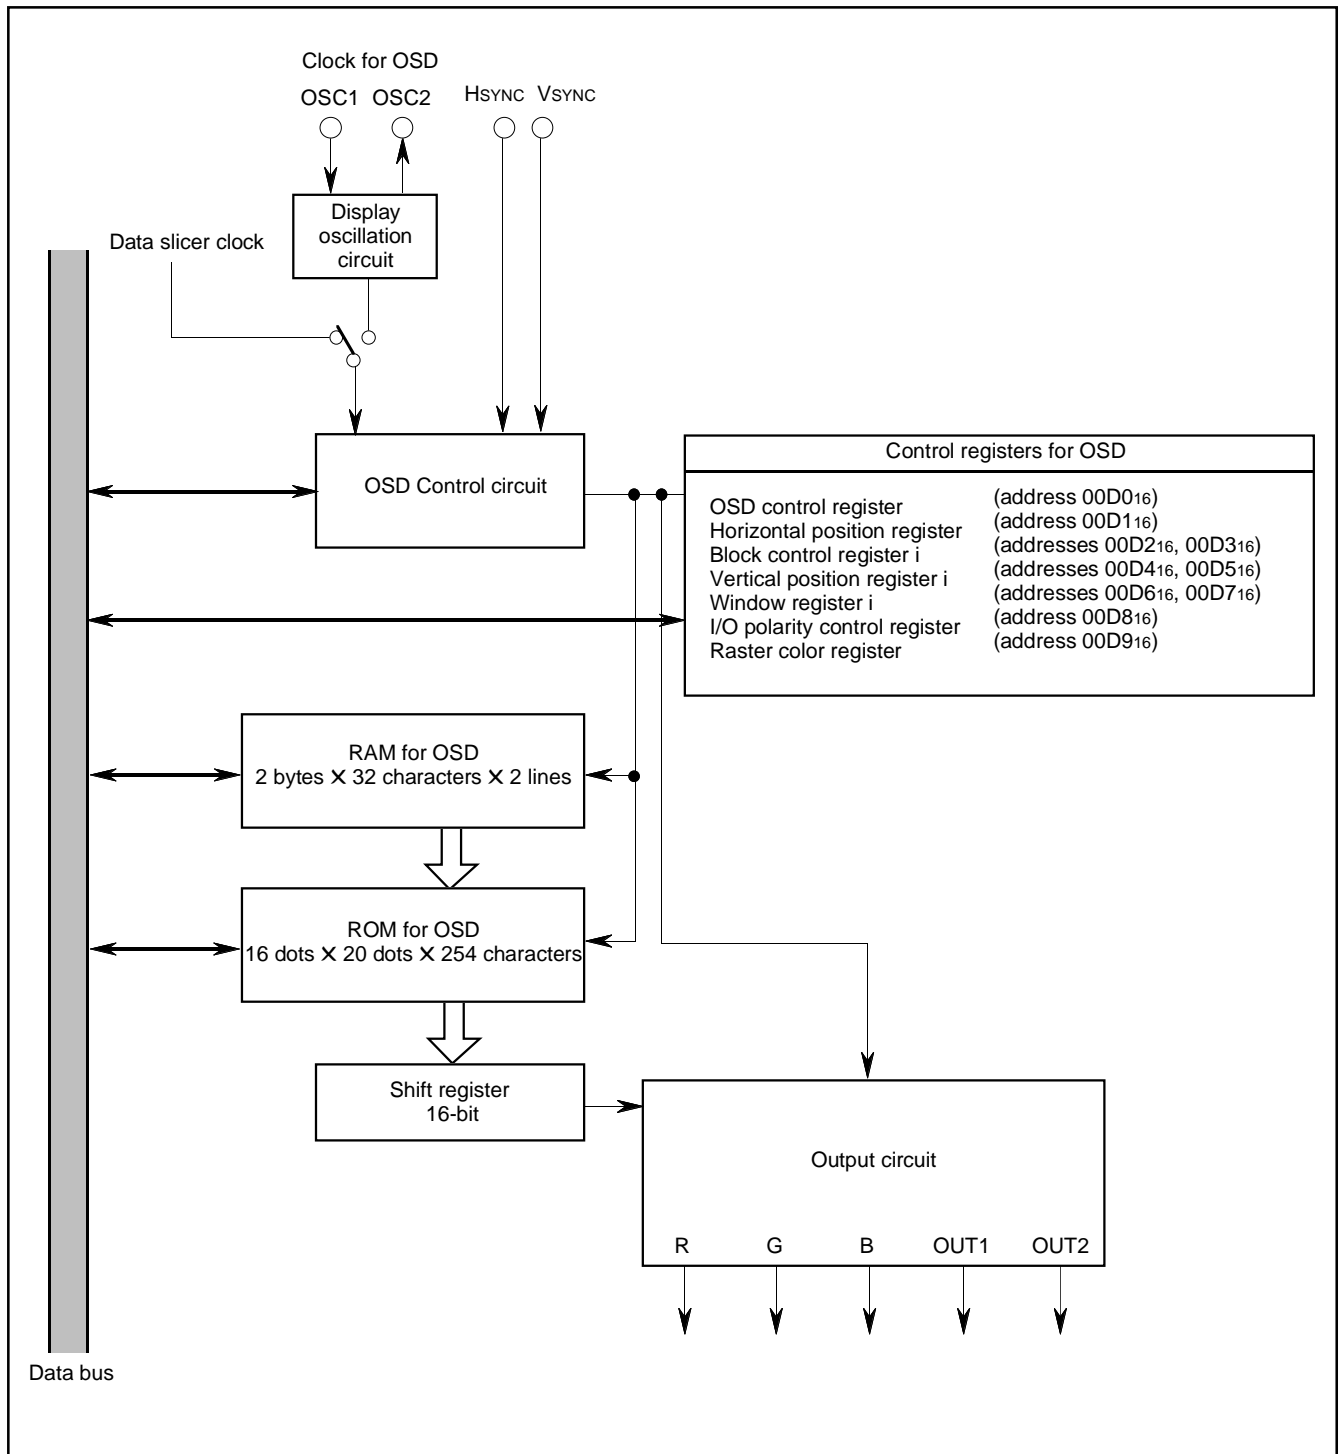 Clock for OSD
OSC1 OSC2 HSYNC VSYNC
Display
oscillation
circuit
Data slicer clock
OSD Control circuit
Control registers for OSD
OSD control register (address 00D016)
Horizontal position register (address 00D116)
Block control register i (addresses 00D216, 00D316)
Vertical position register i (addresses 00D416, 00D516)
Window register i (addresses 00D616, 00D716)
I/O polarity control register (address 00D816)
Raster color register (address 00D916)
RAM for OSD
2 bytes × 32 characters × 2 lines
ROM for OSD
16 dots × 20 dots × 254 characters
Shift register
16-bit
Output circuit
R G B OUT1 OUT2
Data bus